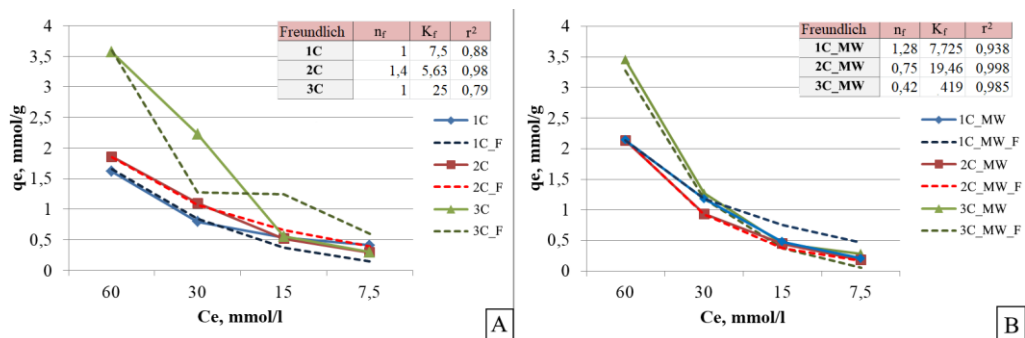 Freundlich n_f K_f r²
1C 1 7,5 0,88
2C 1,4 5,63 0,98
3C 1 25 0,79
4
3,5
3
2,5
2
1,5
1
0,5
0
qe, mmol/g
60 30 15 7,5
Ce, mmol/l
1C
1C_F
2C
2C_F
3C
3C_F
A
Freundlich n_f K_f r²
1C_MW 1,28 7,725 0,938
2C_MW 0,75 19,46 0,998
3C_MW 0,42 419 0,985
4
3,5
3
2,5
2
1,5
1
0,5
0
qe, mmol/g
60 30 15 7,5
Ce, mmol/l
1C_MW
1C_MW_F
2C_MW
2C_MW_F
3C_MW
3C_MW_F
B